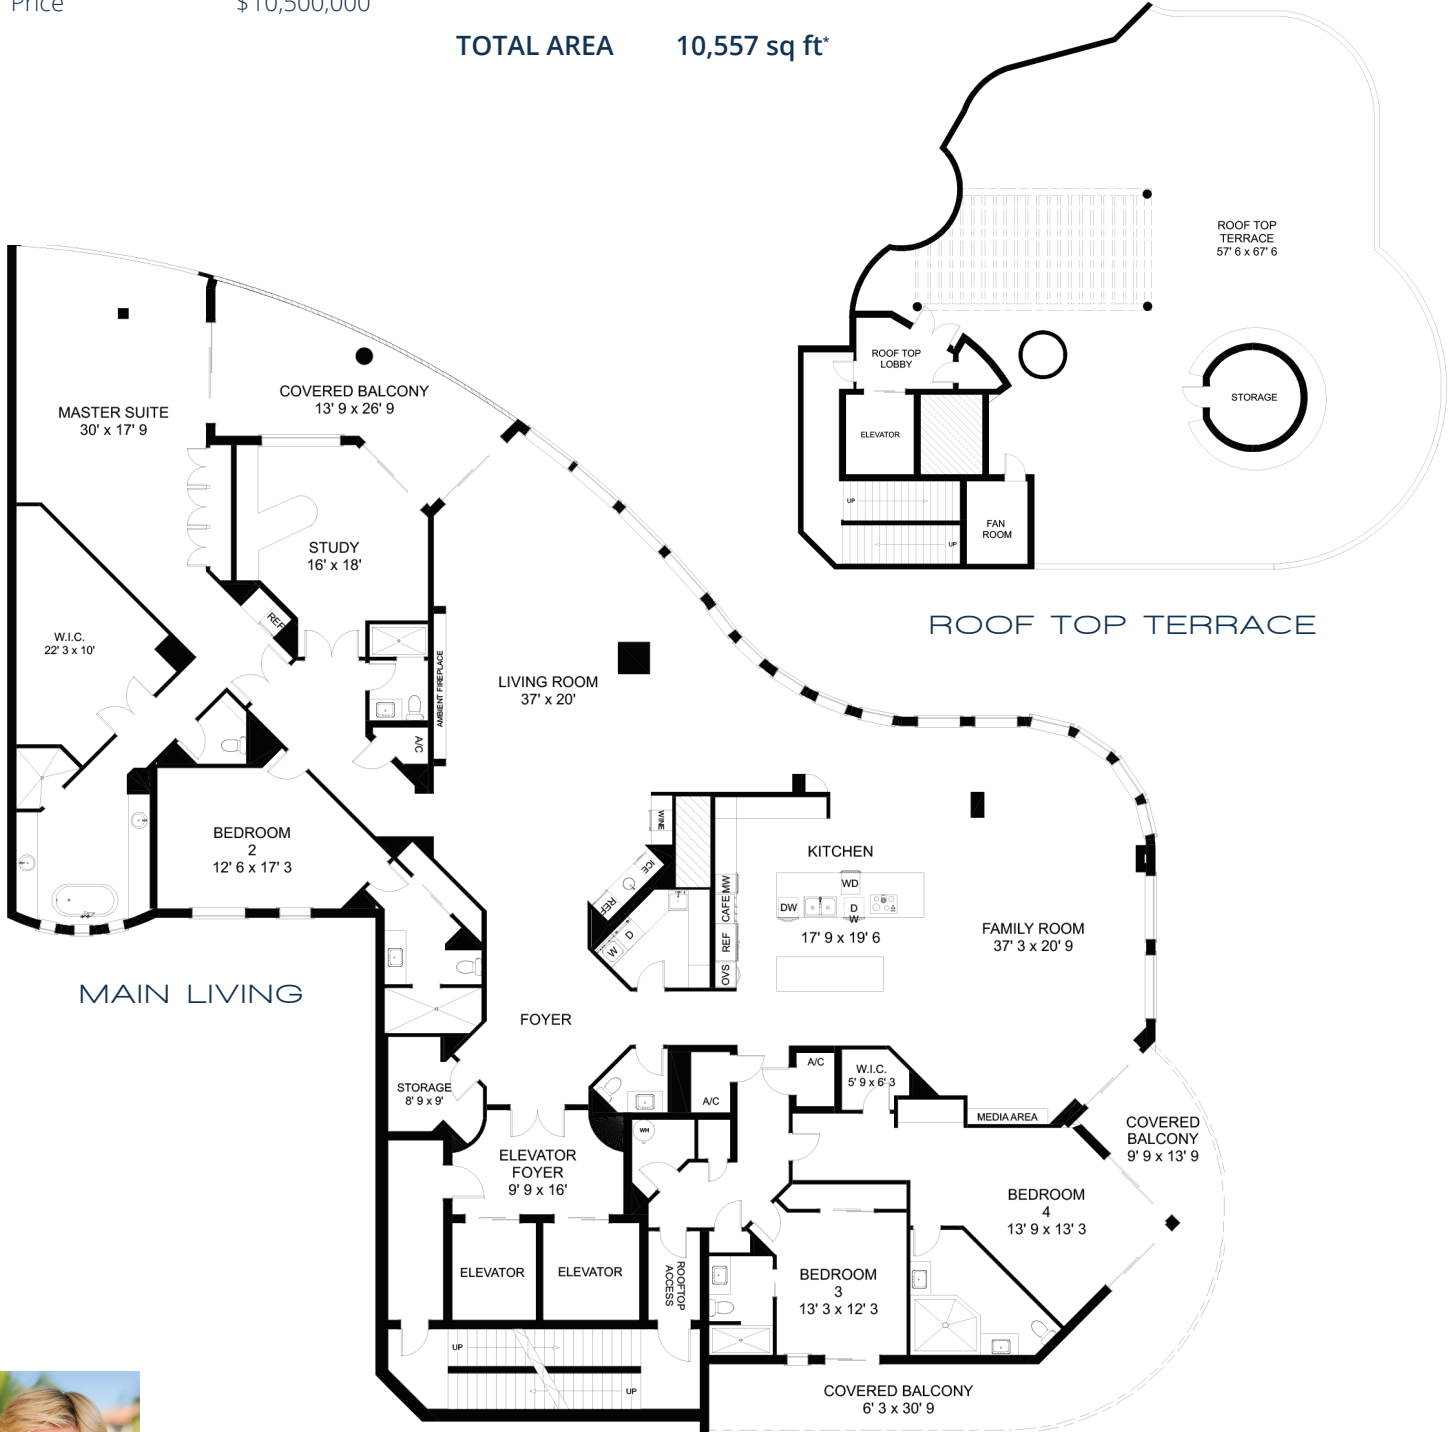 Price $10,500,000
TOTAL AREA 10,557 sq ft*
ROOF TOP
TERRACE
57' 6 x 67' 6
ROOF TOP
LOBBY
ELEVATOR
STORAGE
UP
UP
FAN
ROOM
ROOF TOP TERRACE
MASTER SUITE
30' x 17' 9
COVERED BALCONY
13' 9 x 26' 9
STUDY
16' x 18'
REF
W.I.C.
22' 3 x 10'
AMBIENT FIREPLACE
A/C
LIVING ROOM
37' x 20'
BEDROOM
2
12' 6 x 17' 3
WINE
ICE
REF
W
D
KITCHEN
MW
CAFE
REF
OVS
WD
DW
D
W
17' 9 x 19' 6
FAMILY ROOM
37' 3 x 20' 9
MAIN LIVING
FOYER
STORAGE
8' 9 x 9'
A/C
A/C
W.I.C.
5' 9 x 6' 3
MEDIA AREA
COVERED
BALCONY
9' 9 x 13' 9
WH
ELEVATOR
FOYER
9' 9 x 16'
BEDROOM
4
13' 9 x 13' 3
ELEVATOR
ELEVATOR
ROOFTOP
ACCESS
BEDROOM
3
13' 3 x 12' 3
UP
UP
COVERED BALCONY
6' 3 x 30' 9